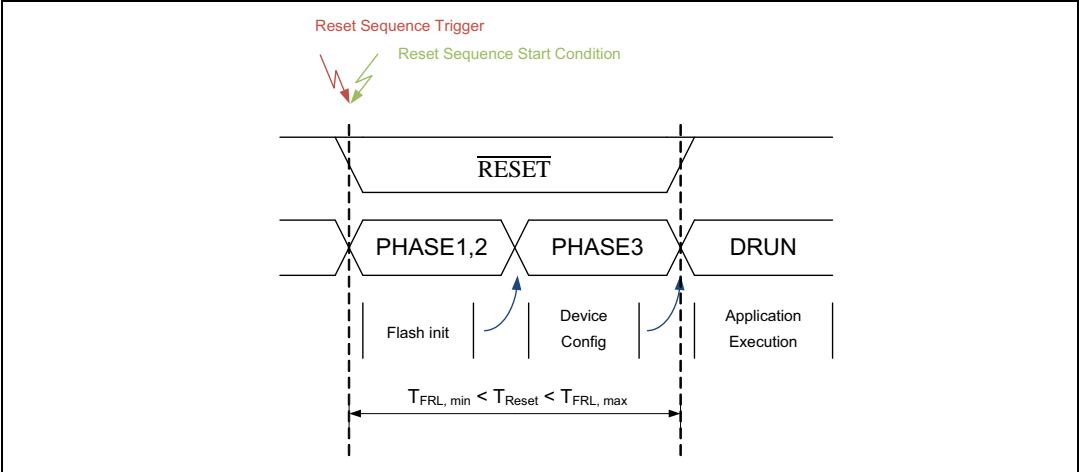 Reset Sequence Trigger
Reset Sequence Start Condition
RESET
PHASE1,2
PHASE3
DRUN
Flash init
Device
Config
Application
Execution
TFRL, min < TReset < TFRL, max